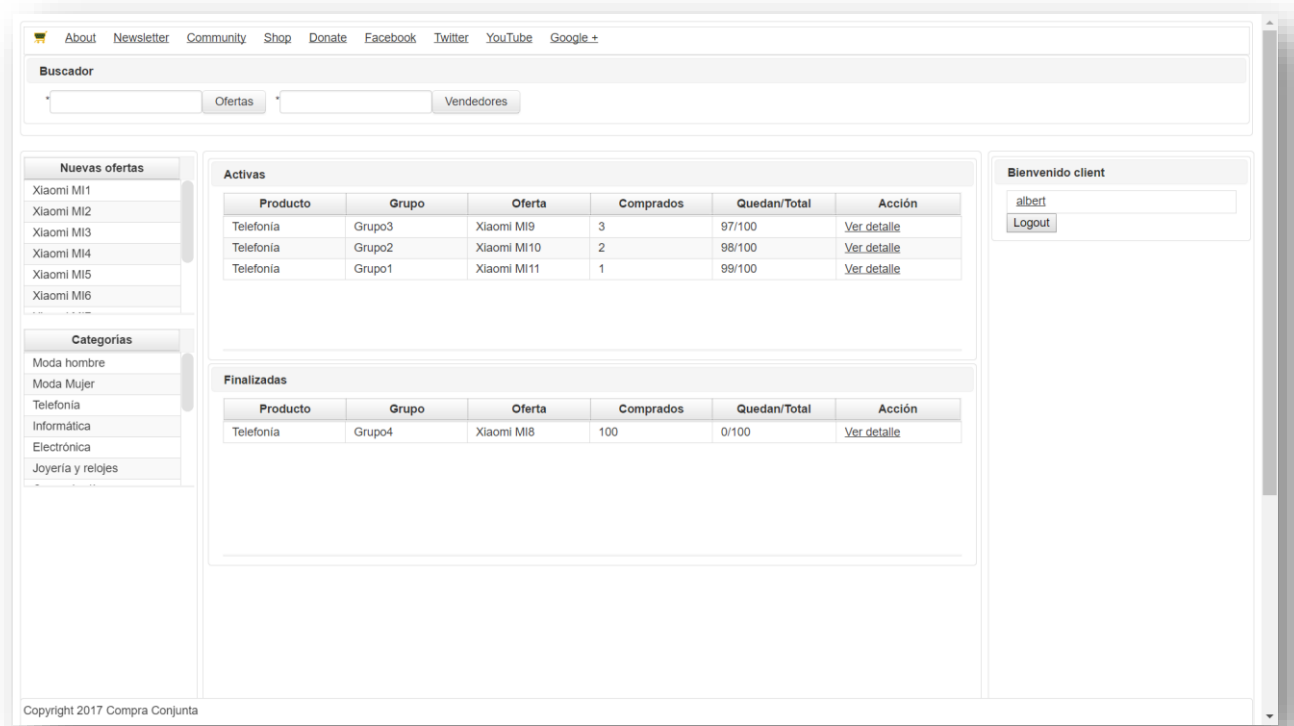 About Newsletter Community Shop Donate Facebook Twitter YouTube Google +
Buscador
* Ofertas * Vendedores
Nuevas ofertas
Xiaomi MI1
Xiaomi MI2
Xiaomi MI3
Xiaomi MI4
Xiaomi MI5
Xiaomi MI6
Categorias
Moda hombre
Moda Mujer
Telefonía
Informática
Electrónica
Joyería y relojes
Activas
Producto Grupo Oferta Comprados Quedan/Total Acción
Telefonía Grupo3 Xiaomi MI9 3 97/100 Ver detalle
Telefonía Grupo2 Xiaomi MI10 2 98/100 Ver detalle
Telefonía Grupo1 Xiaomi MI11 1 99/100 Ver detalle
Finalizadas
Producto Grupo Oferta Comprados Quedan/Total Acción
Telefonía Grupo4 Xiaomi MI8 100 0/100 Ver detalle
Bienvenido client
albert
Logout
Copyright 2017 Compra Conjunta